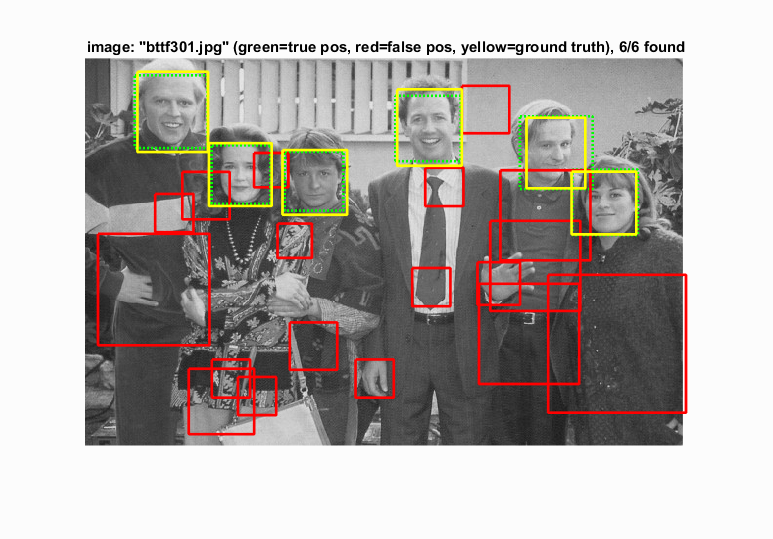 image: "bttf301.jpg" (green=true pos, red=false pos, yellow=ground truth), 6/6 found